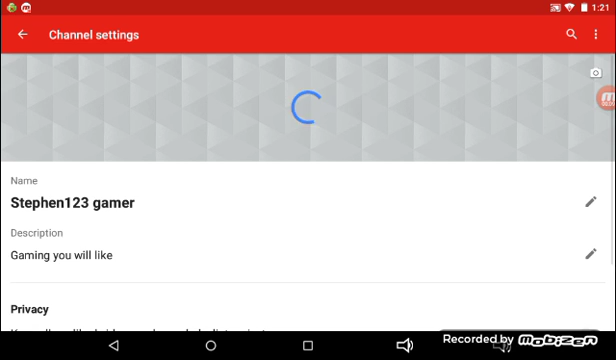 1:21
Channel settings
Name
Stephen123 gamer
Description
Gaming you will like
Privacy
Recorded by mobizen